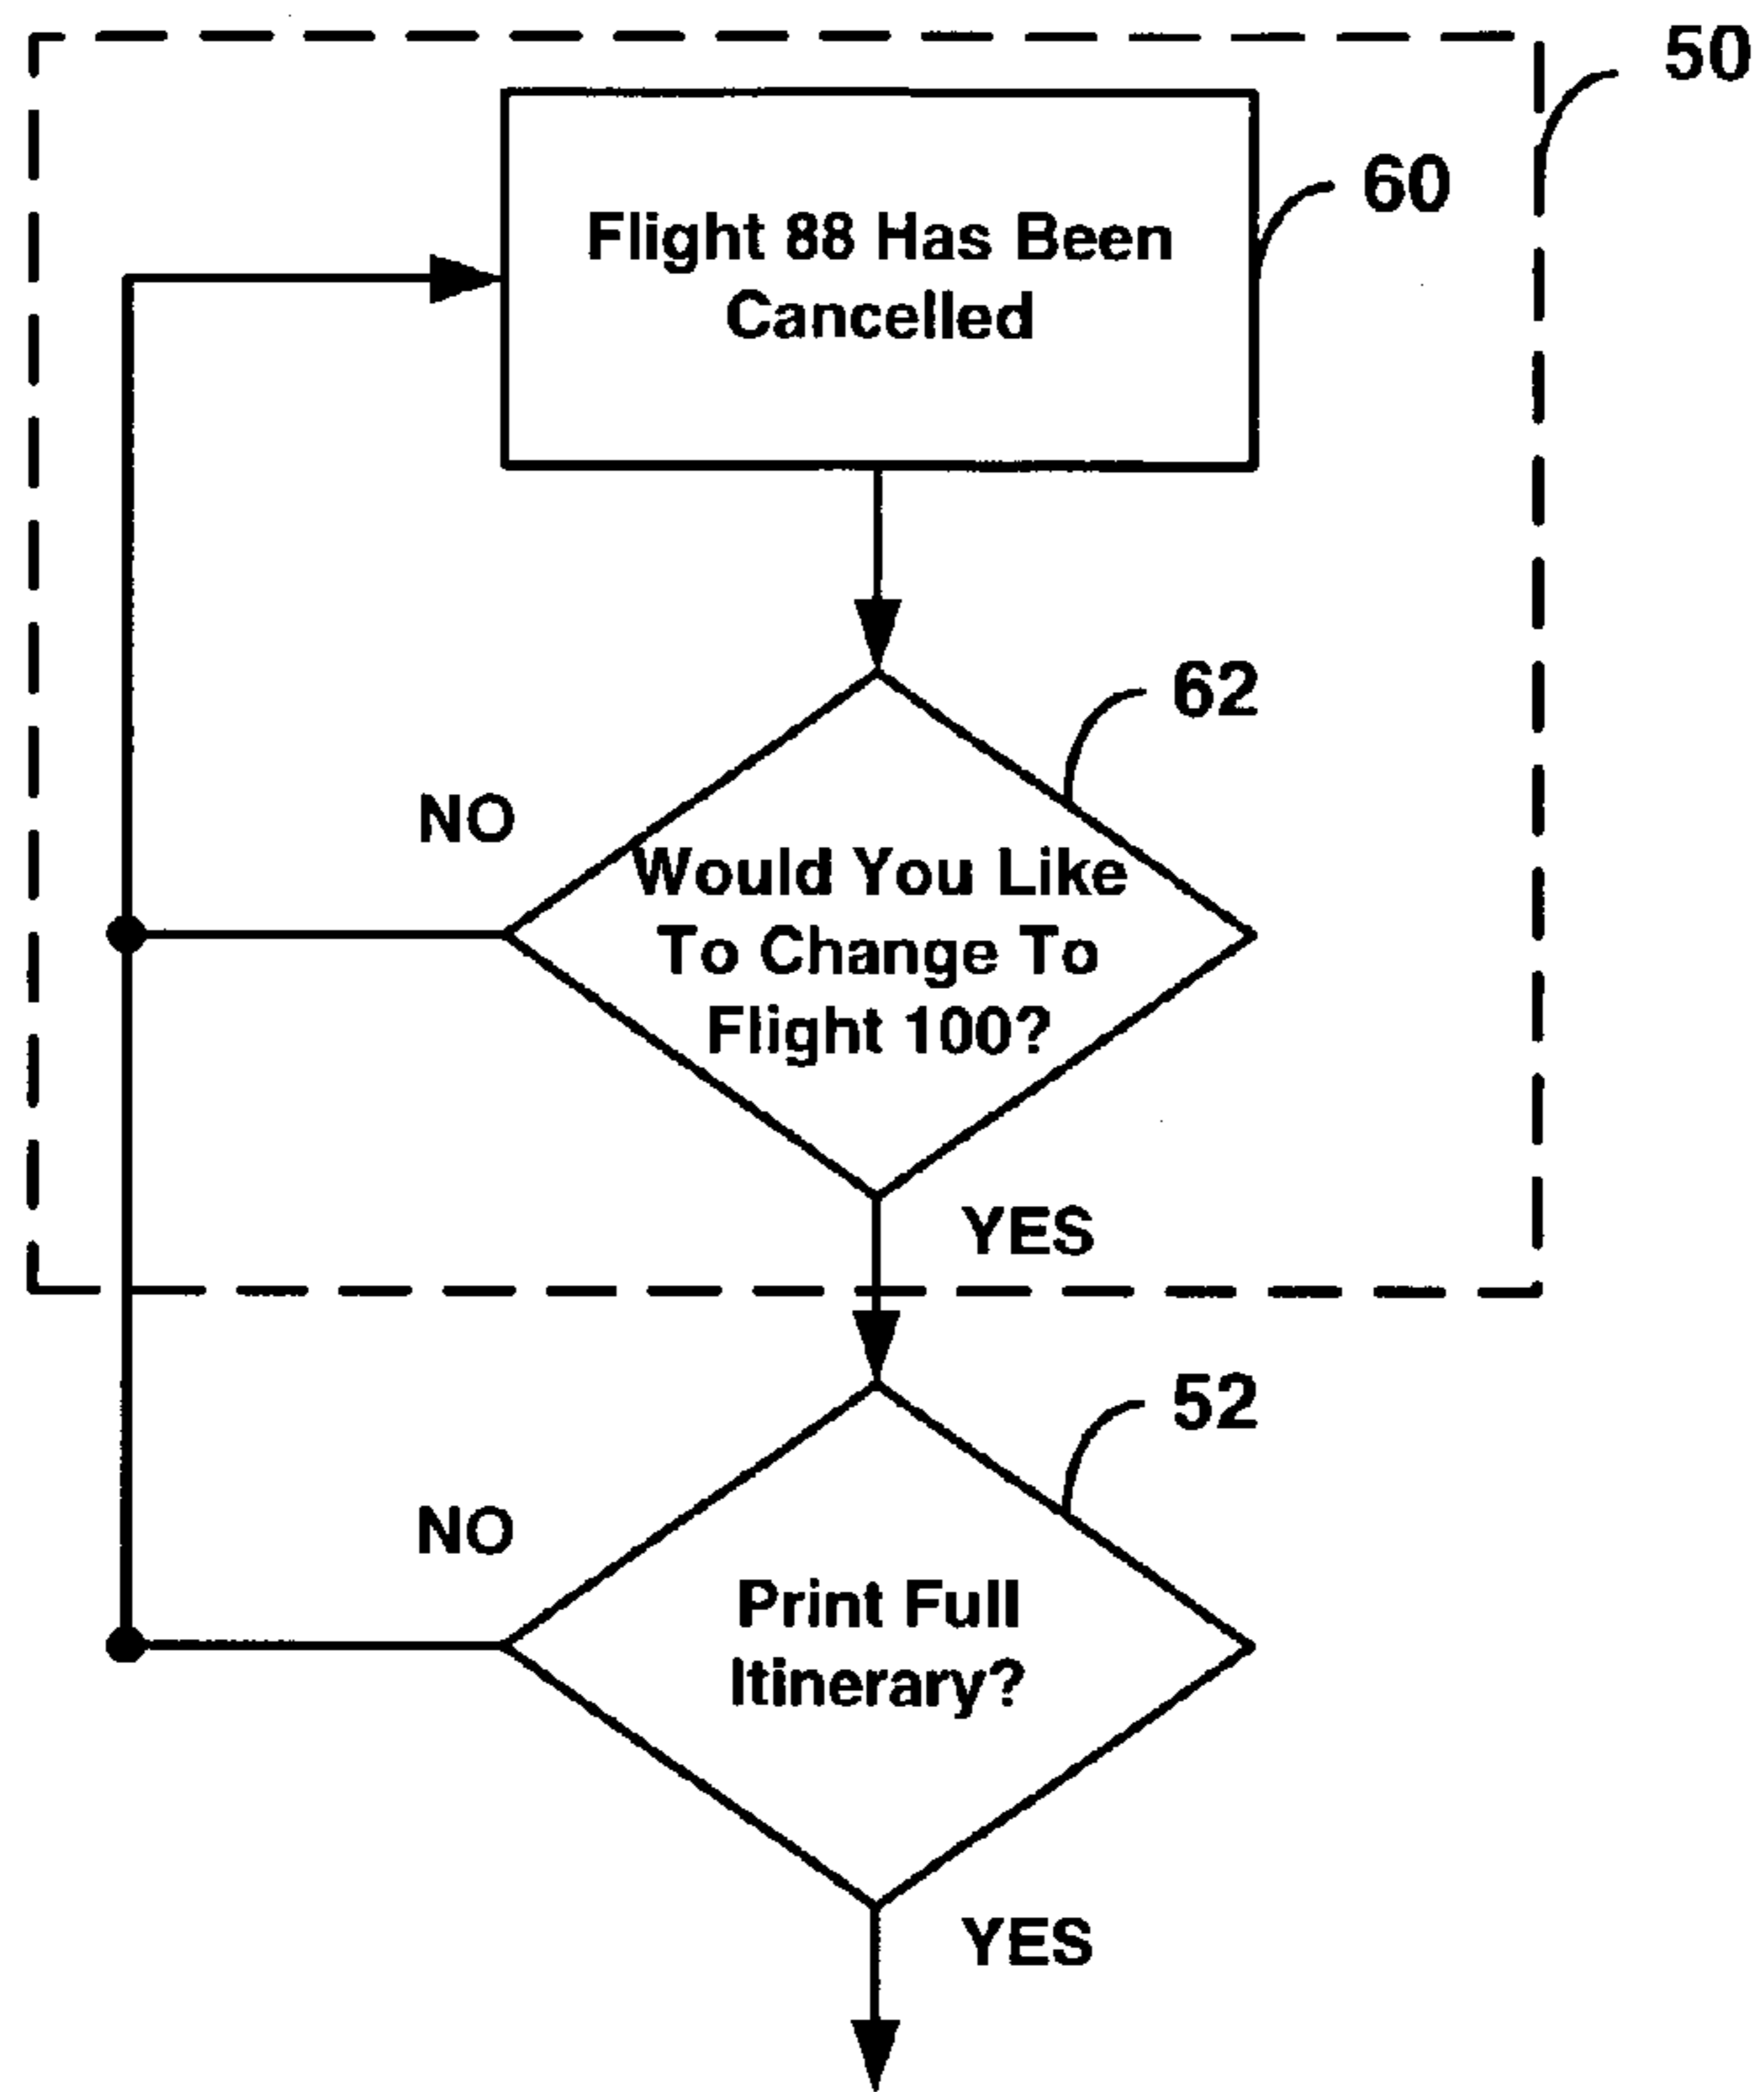 50
60
Flight 88 Has Been
Cancelled
62
NO
Would You Like
To Change To
Flight 100?
YES
52
NO
Print Full
Itinerary?
YES